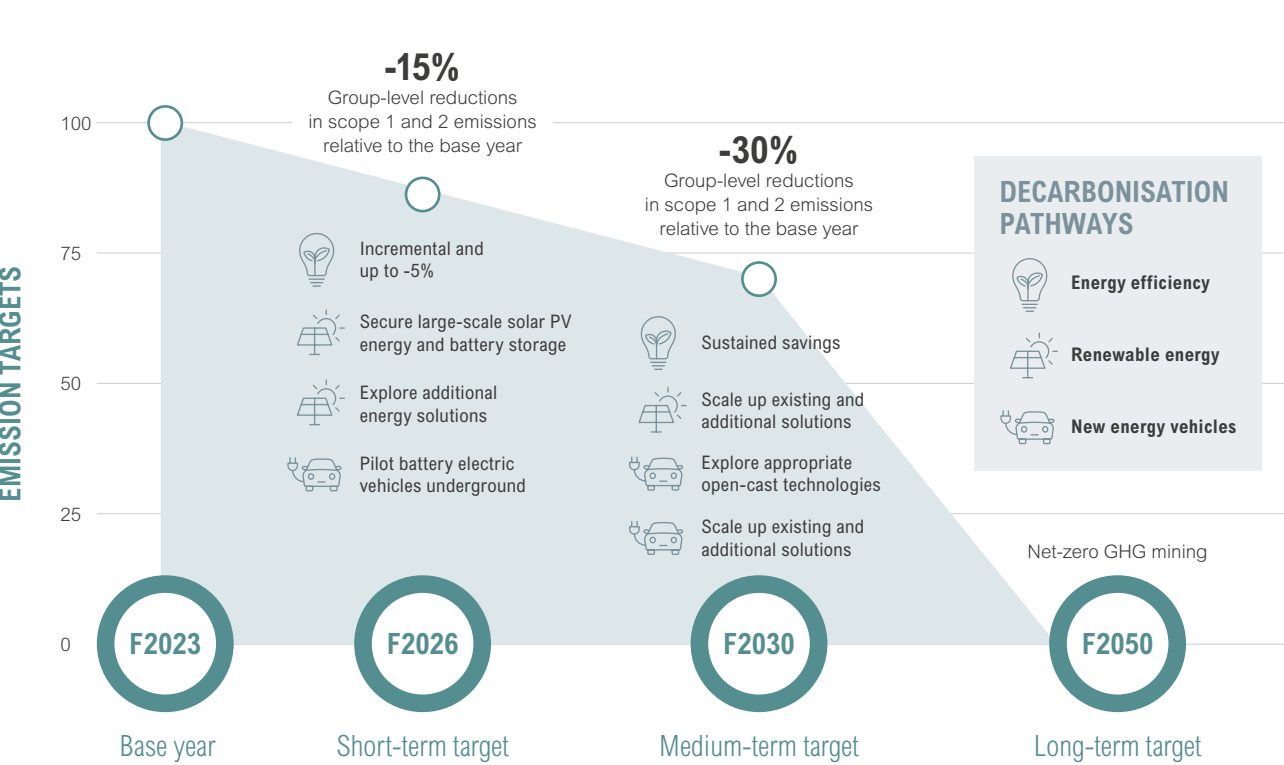 -15%
Group-level reductions
in scope 1 and 2 emissions
relative to the base year
-30%
Group-level reductions
in scope 1 and 2 emissions
relative to the base year
EMISSION TARGETS
100
75
50
25
0
Incremental and
up to -5%
Secure large-scale solar PV
energy and battery storage
Explore additional
energy solutions
Pilot battery electric
vehicles underground
Sustained savings
Scale up existing and
additional solutions
Explore appropriate
open-cast technologies
Scale up existing and
additional solutions
DECARBONISATION
PATHWAYS
Energy efficiency
Renewable energy
New energy vehicles
Net-zero GHG mining
F2023
F2026
F2030
F2050
Base year
Short-term target
Medium-term target
Long-term target